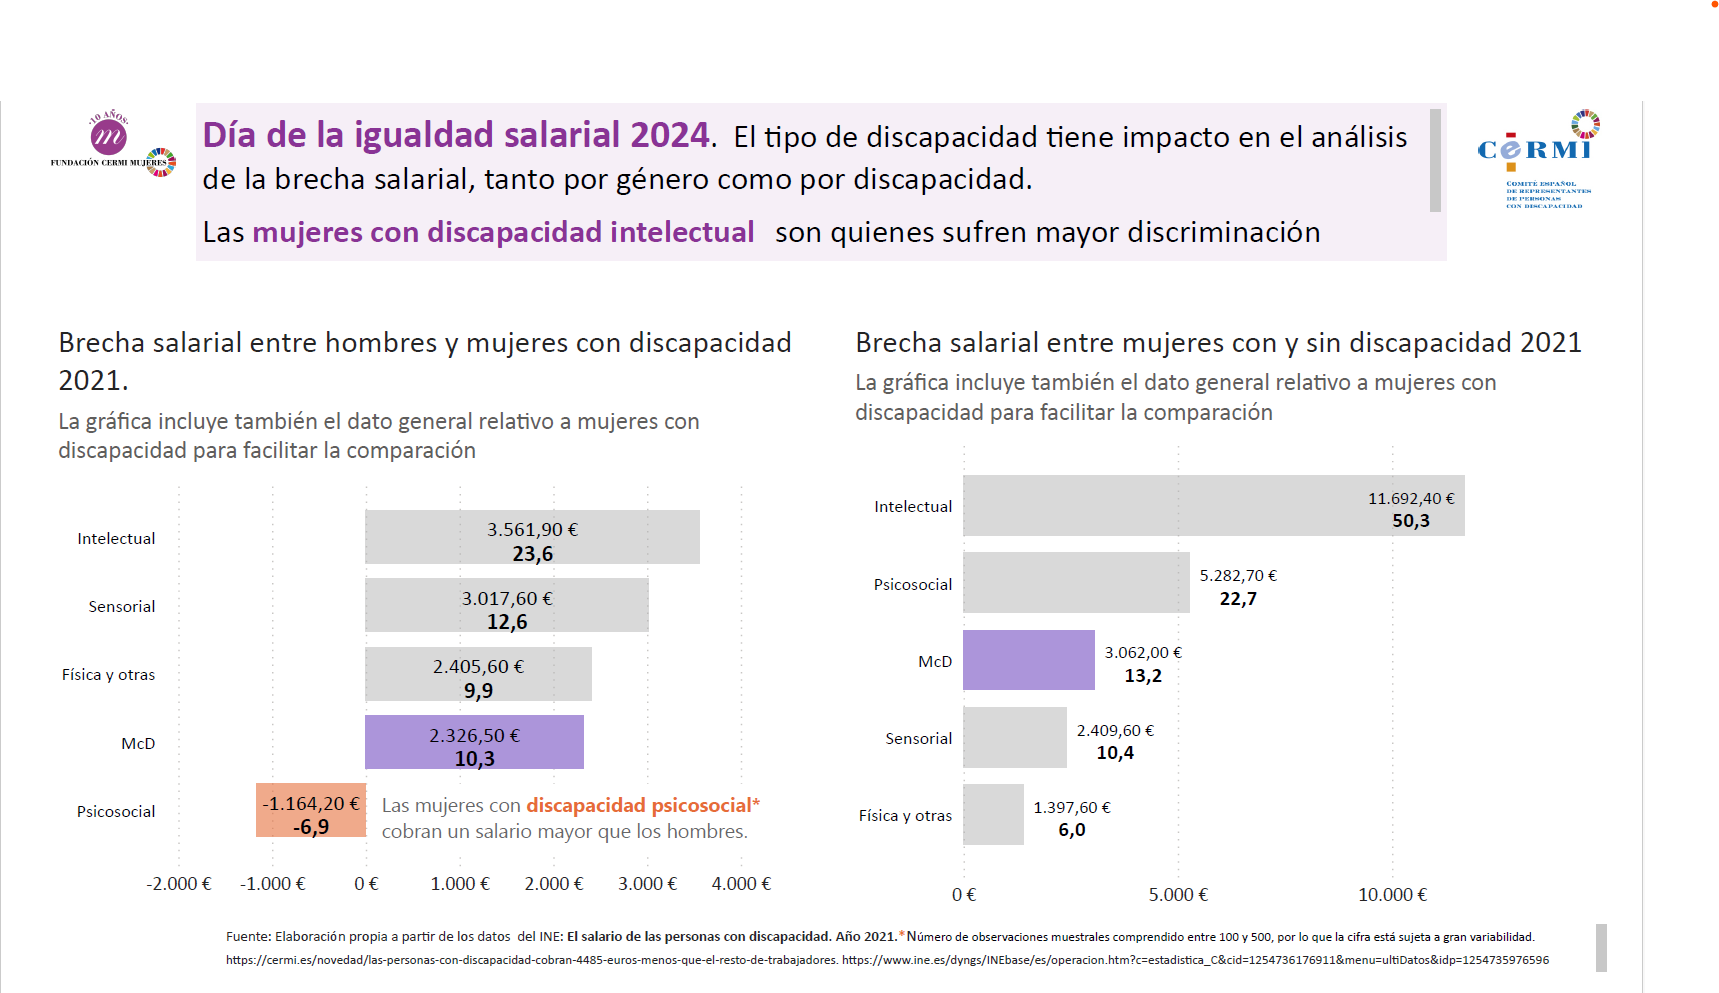 ·10 AÑOS·
m
FUNDACIÓN CERMI MUJERES
Día de la igualdad salarial 2024. El tipo de discapacidad tiene impacto en el análisis
de la brecha salarial, tanto por género como por discapacidad.
Las mujeres con discapacidad intelectual son quienes sufren mayor discriminación
CERMI
COMITÉ ESPAÑOL
DE REPRESENTANTES
DE PERSONAS
CON DISCAPACIDAD
Brecha salarial entre hombres y mujeres con discapacidad
2021.
La gráfica incluye también el dato general relativo a mujeres con
discapacidad para facilitar la comparación
Intelectual
3.561,90 €
23,6
Sensorial
3.017,60 €
12,6
Física y otras
2.405,60 €
9,9
McD
2.326,50 €
10,3
Psicosocial
-1.164,20 €
-6,9
Las mujeres con discapacidad psicosocial*
cobran un salario mayor que los hombres.
-2.000 € -1.000 € 0 € 1.000 € 2.000 € 3.000 € 4.000 €
Brecha salarial entre mujeres con y sin discapacidad 2021
La gráfica incluye también el dato general relativo a mujeres con
discapacidad para facilitar la comparación
Intelectual
11.692,40 €
50,3
Psicosocial
5.282,70 €
22,7
McD
3.062,00 €
13,2
Sensorial
2.409,60 €
10,4
Física y otras
1.397,60 €
6,0
0 € 5.000 € 10.000 €
Fuente: Elaboración propia a partir de los datos del INE: El salario de las personas con discapacidad. Año 2021.*Número de observaciones muestrales comprendido entre 100 y 500, por lo que la cifra está sujeta a gran variabilidad.
https://cermi.es/novedad/las-personas-con-discapacidad-cobran-4485-euros-menos-que-el-resto-de-trabajadores. https://www.ine.es/dyngs/INEbase/es/operacion.htm?c=estadistica_C&cid=1254736176911&menu=ultiDatos&idp=1254735976596